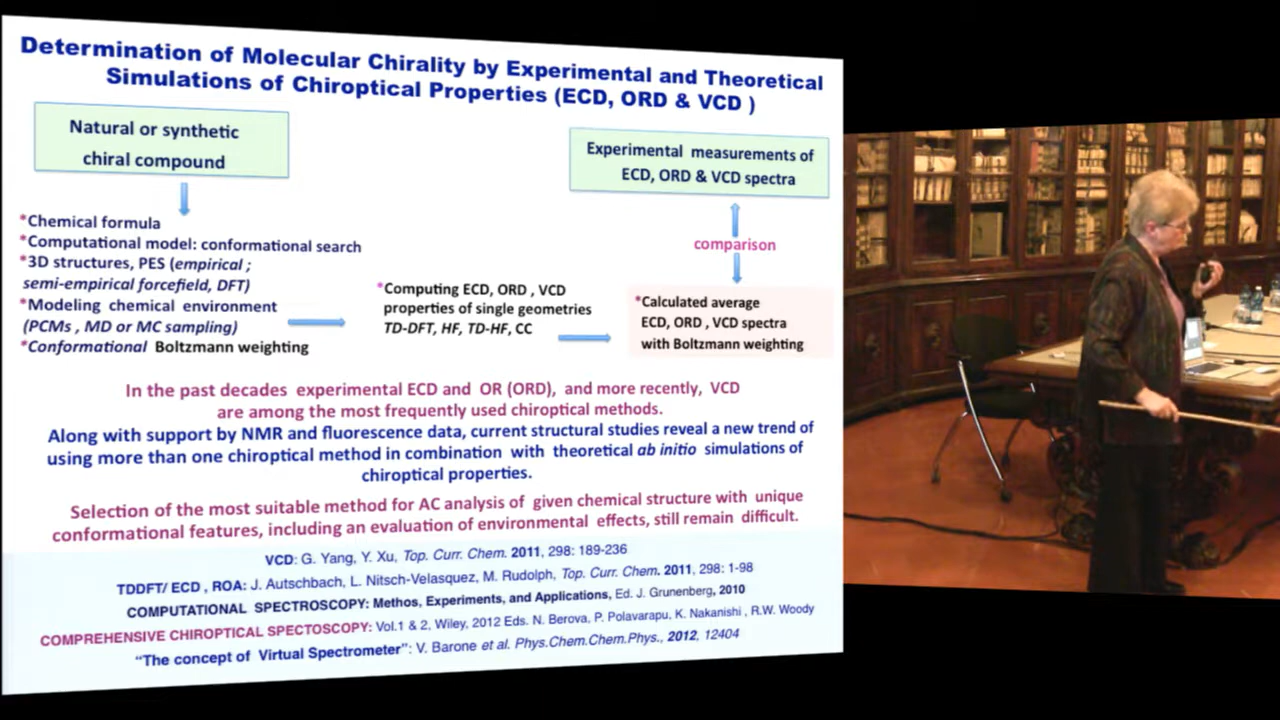 Determination of Molecular Chirality by Experimental and Theoretical
Simulations of Chiroptical Properties (ECD, ORD & VCD )
Natural or synthetic
chiral compound
Experimental measurements of
ECD, ORD & VCD spectra
*Chemical formula
*Computational model: conformational search
*3D structures, PES (empirical ;
semi-empirical forcefield, DFT)
*Modeling chemical environment
(PCMs , MD or MC sampling)
*Conformational Boltzmann weighting
*Computing ECD, ORD , VCD
properties of single geometries
TD-DFT, HF, TD-HF, CC
comparison
*Calculated average
ECD, ORD , VCD spectra
with Boltzmann weighting
In the past decades experimental ECD and OR (ORD), and more recently, VCD
are among the most frequently used chiroptical methods.
Along with support by NMR and fluorescence data, current structural studies reveal a new trend of
using more than one chiroptical method in combination with theoretical ab initio simulations of
chiroptical properties.
Selection of the most suitable method for AC analysis of given chemical structure with unique
conformational features, including an evaluation of environmental effects, still remain difficult.
VCD: G. Yang, Y. Xu, Top. Curr. Chem. 2011, 298: 189-236
TDDFT/ ECD , ROA: J. Autschbach, L. Nitsch-Velasquez, M. Rudolph, Top. Curr. Chem. 2011, 298: 1-98
COMPUTATIONAL SPECTROSCOPY: Methos, Experiments, and Applications, Ed. J. Grunenberg, 2010
COMPREHENSIVE CHIROPTICAL SPECTOSCOPY: Vol.1 & 2, Wiley, 2012 Eds. N. Berova, P. Polavarapu, K. Nakanishi , R.W. Woody
"The concept of Virtual Spectrometer": V. Barone et al. Phys.Chem.Chem.Phys., 2012, 12404